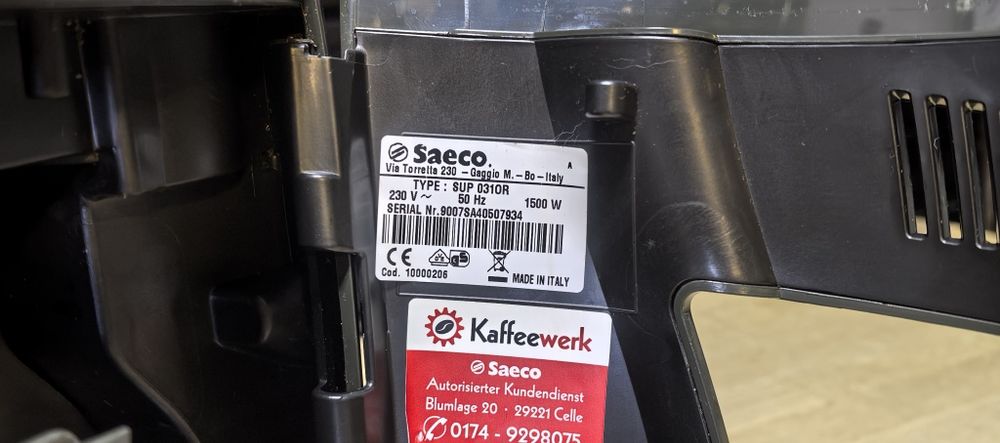 Saeco. A
Via Torretta 230 - Gaggio M. - Bo - Italy
TYPE : SUP 031OR
230 V ~ 50 Hz 1500 W
SERIAL Nr.9007SA40507934
CE GS
Cod. 10000206 MADE IN ITALY
Kaffeewerk
Saeco
Autorisierter Kundendienst
Blumlage 20 · 29221 Celle
0174 - 9298075